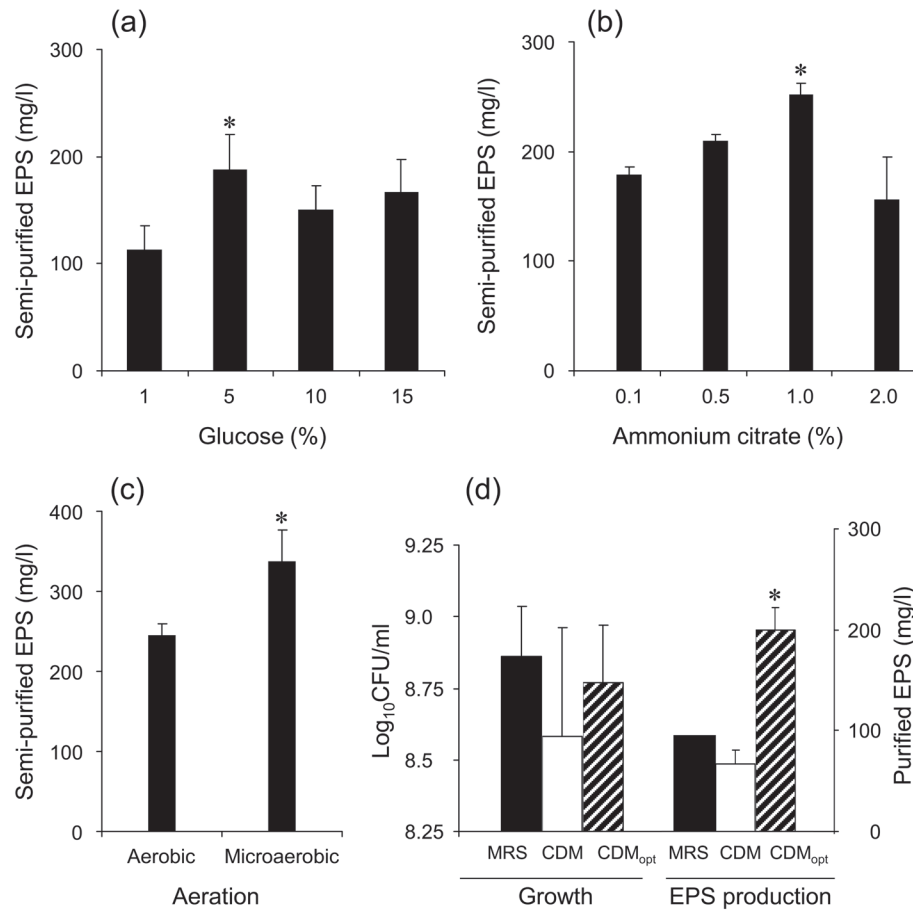 (a)
300
200
100
0
Semi-purified EPS (mg/l)
*
1 5 10 15
Glucose (%)
(b)
300
200
100
0
Semi-purified EPS (mg/l)
*
0.1 0.5 1.0 2.0
Ammonium citrate (%)
(c)
400
300
200
100
0
Semi-purified EPS (mg/l)
*
Aerobic Microaerobic
Aeration
(d)
9.25
9.0
8.75
8.5
8.25
Log₁₀CFU/ml
*
300
200
100
0
Purified EPS (mg/l)
MRS CDM CDMₒₚₜ MRS CDM CDMₒₚₜ
Growth EPS production